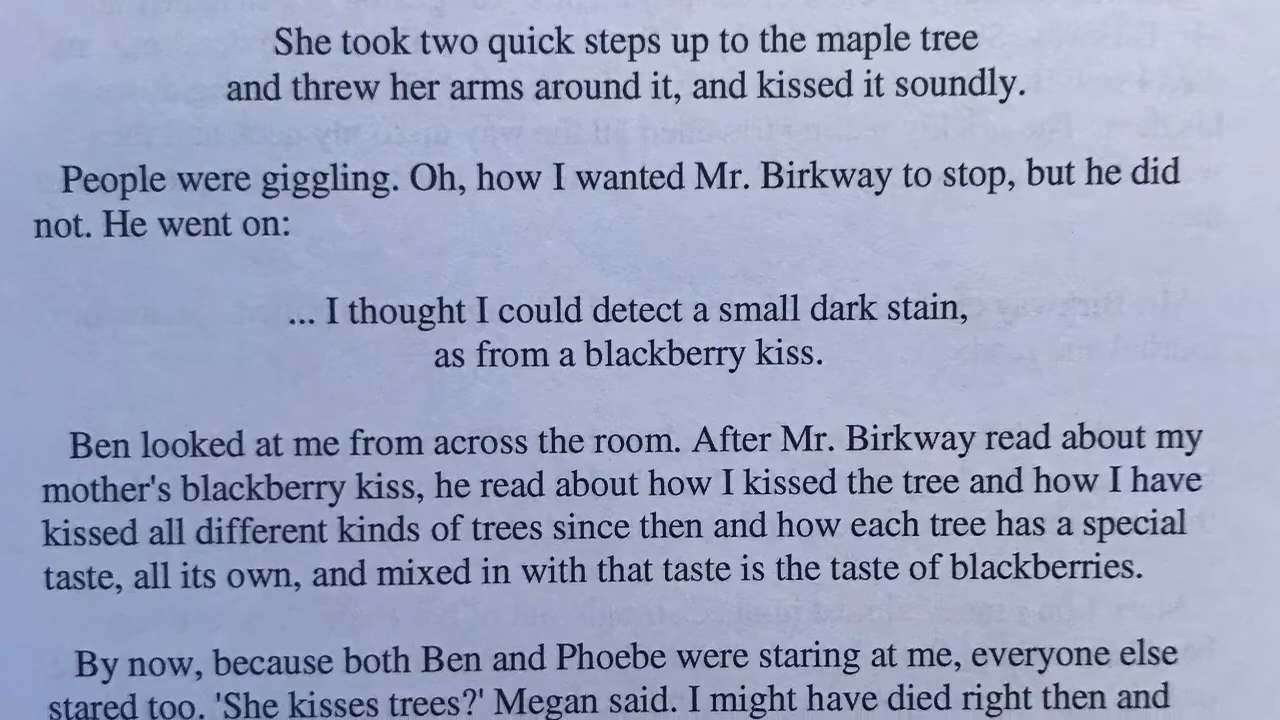 She took two quick steps up to the maple tree
and threw her arms around it, and kissed it soundly.
People were giggling. Oh, how I wanted Mr. Birkway to stop, but he did
not. He went on:
... I thought I could detect a small dark stain,
as from a blackberry kiss.
Ben looked at me from across the room. After Mr. Birkway read about my
mother's blackberry kiss, he read about how I kissed the tree and how I have
kissed all different kinds of trees since then and how each tree has a special
taste, all its own, and mixed in with that taste is the taste of blackberries.
By now, because both Ben and Phoebe were staring at me, everyone else
stared too. 'She kisses trees?' Megan said. I might have died right then and